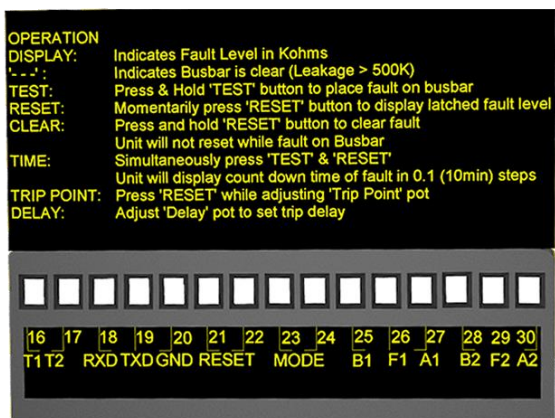 OPERATION
DISPLAY: Indicates Fault Level in Kohms
'---': Indicates Busbar is clear (Leakage > 500K)
TEST: Press & Hold 'TEST' button to place fault on busbar
RESET: Momentarily press 'RESET' button to display latched fault level
CLEAR: Press and hold 'RESET' button to clear fault
Unit will not reset while fault on Busbar
TIME: Simultaneously press 'TEST' & 'RESET'
Unit will display count down time of fault in 0.1 (10min) steps
TRIP POINT: Press 'RESET' while adjusting 'Trip Point' pot
DELAY: Adjust 'Delay' pot to set trip delay
16 17 18 19 20 21 22 23 24 25 26 27 28 29 30
T1 T2 RXD TXD GND RESET MODE B1 F1 A1 B2 F2 A2